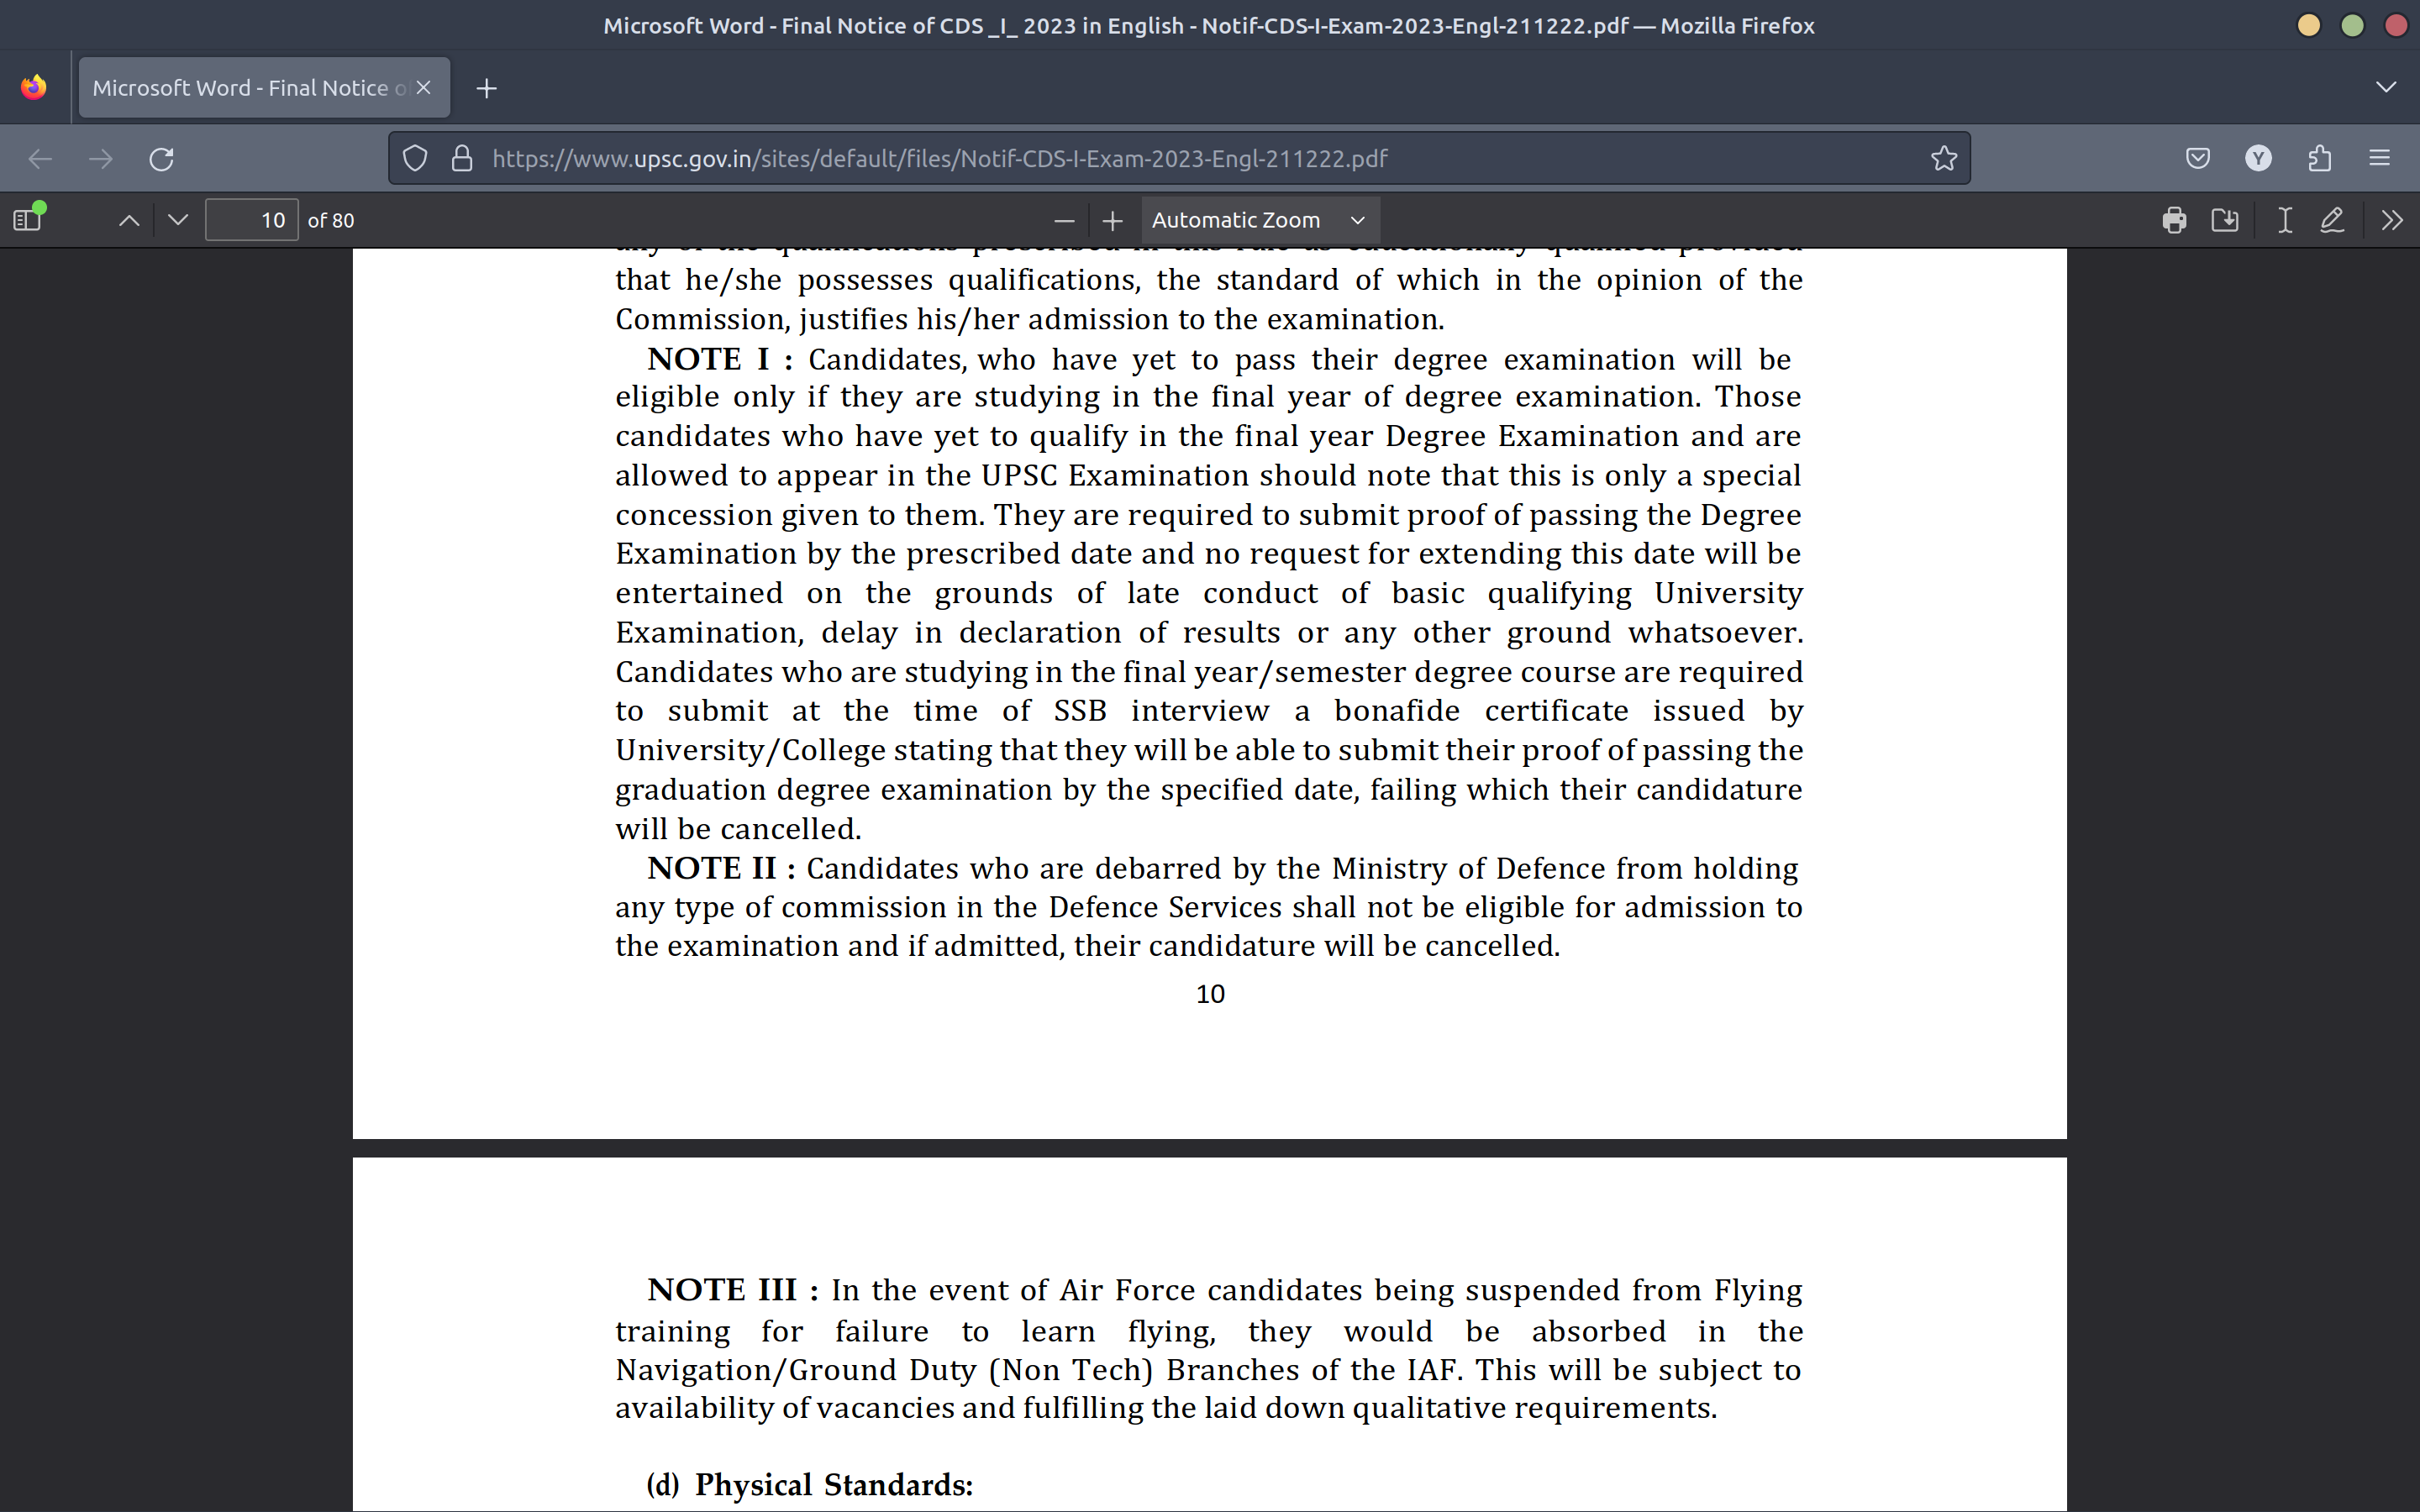 Microsoft Word - Final Notice of CDS _I_ 2023 in English - Notif-CDS-I-Exam-2023-Engl-211222.pdf — Mozilla Firefox
Microsoft Word - Final Notice o
https://www.upsc.gov.in/sites/default/files/Notif-CDS-I-Exam-2023-Engl-211222.pdf
Y
10 of 80
Automatic Zoom
any of the qualifications prescribed in this rule as educationally qualified provided
that he/she possesses qualifications, the standard of which in the opinion of the
Commission, justifies his/her admission to the examination.
NOTE I : Candidates, who have yet to pass their degree examination will be
eligible only if they are studying in the final year of degree examination. Those
candidates who have yet to qualify in the final year Degree Examination and are
allowed to appear in the UPSC Examination should note that this is only a special
concession given to them. They are required to submit proof of passing the Degree
Examination by the prescribed date and no request for extending this date will be
entertained on the grounds of late conduct of basic qualifying University
Examination, delay in declaration of results or any other ground whatsoever.
Candidates who are studying in the final year/semester degree course are required
to submit at the time of SSB interview a bonafide certificate issued by
University/College stating that they will be able to submit their proof of passing the
graduation degree examination by the specified date, failing which their candidature
will be cancelled.
NOTE II : Candidates who are debarred by the Ministry of Defence from holding
any type of commission in the Defence Services shall not be eligible for admission to
the examination and if admitted, their candidature will be cancelled.
10
NOTE III : In the event of Air Force candidates being suspended from Flying
training for failure to learn flying, they would be absorbed in the
Navigation/Ground Duty (Non Tech) Branches of the IAF. This will be subject to
availability of vacancies and fulfilling the laid down qualitative requirements.
(d) Physical Standards: